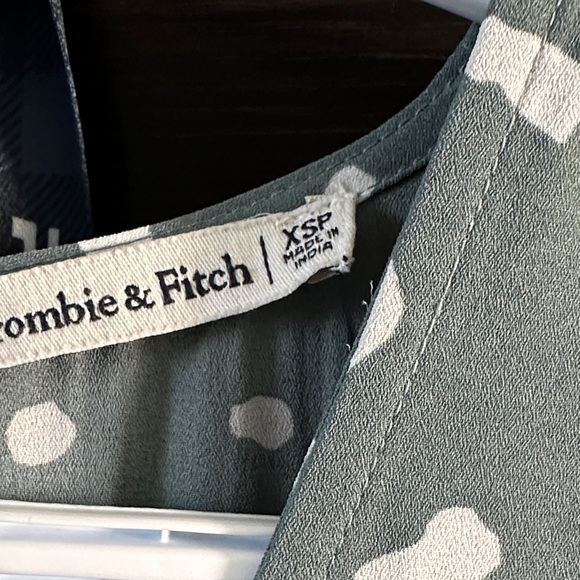 rombie & Fitch | XSP
MADE IN
INDIA